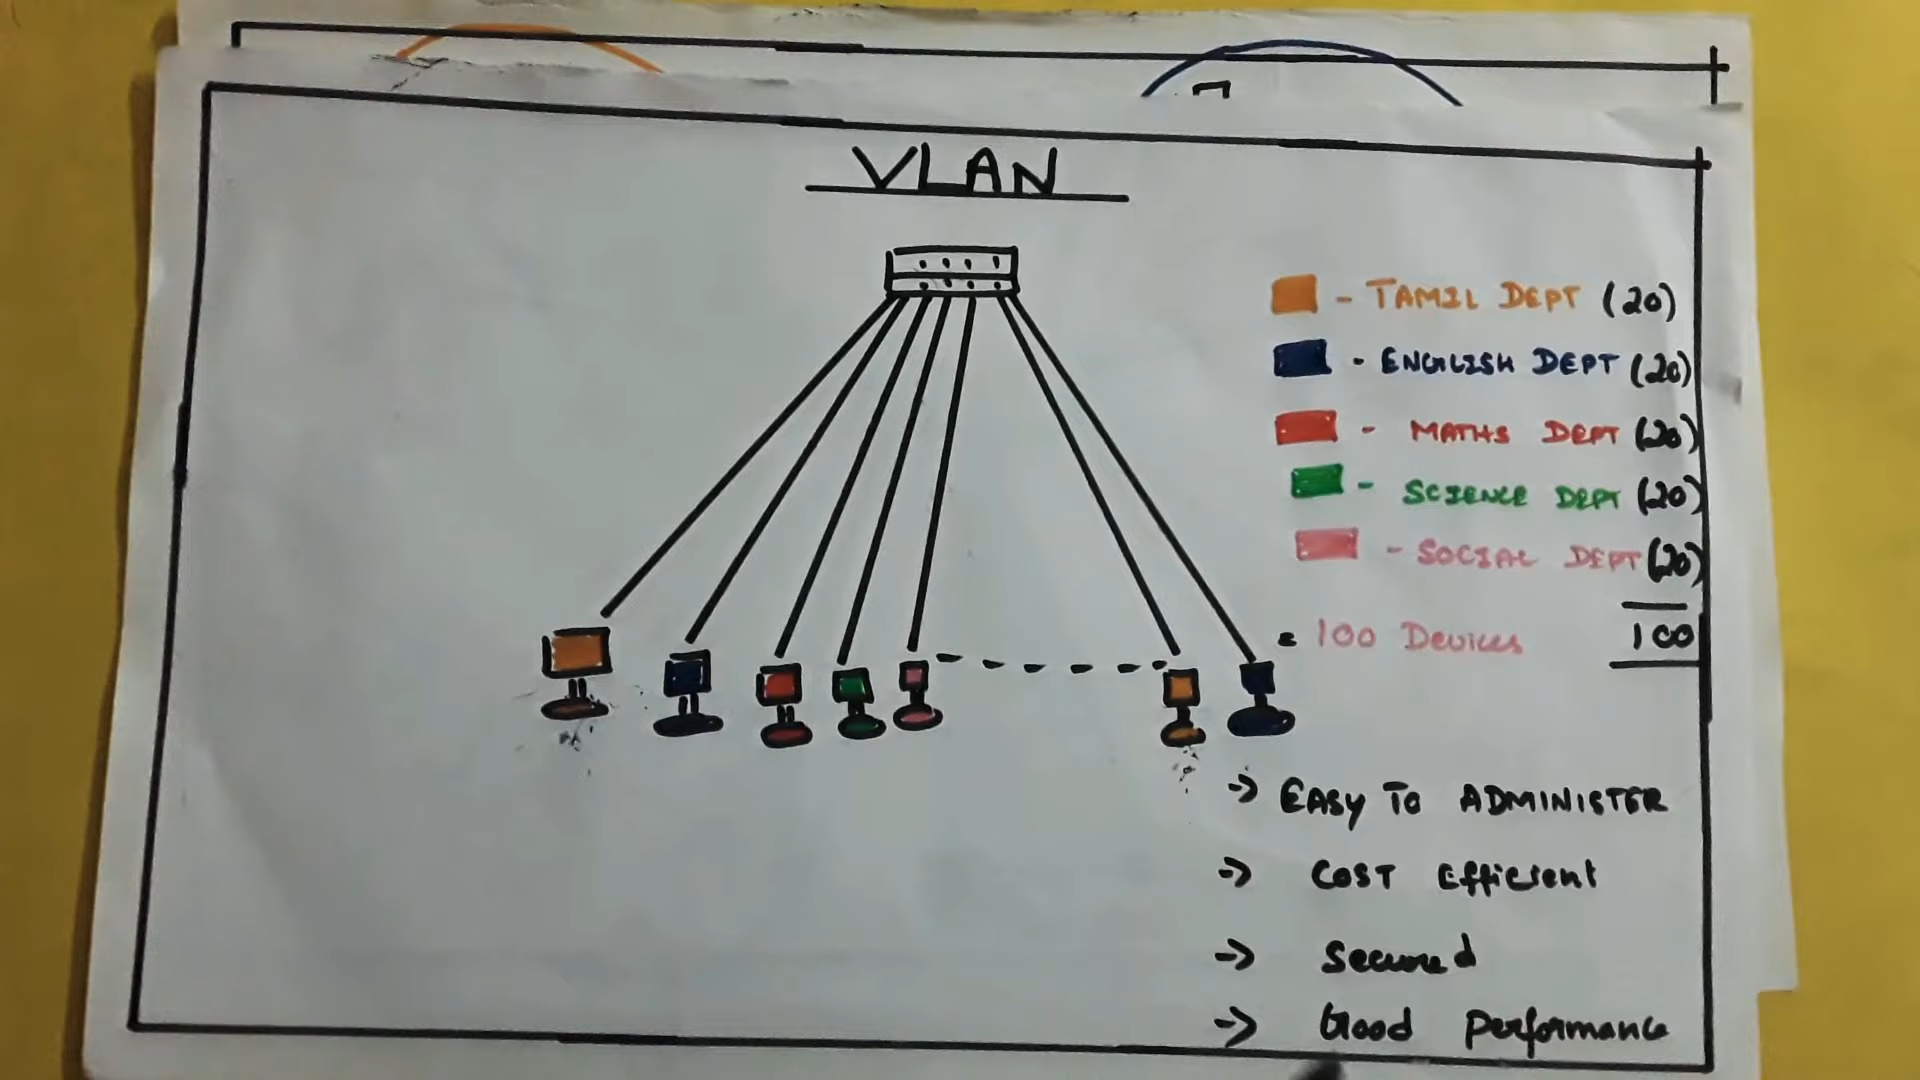 VLAN
- TAMIL DEPT (20)
- ENGLISH DEPT (20)
- MATHS DEPT (20)
- SCIENCE DEPT (20)
- SOCIAL DEPT (20)
= 100 Devices 100
-> EASY TO ADMINISTER
-> COST Efficient
-> Secured
-> Good Performance